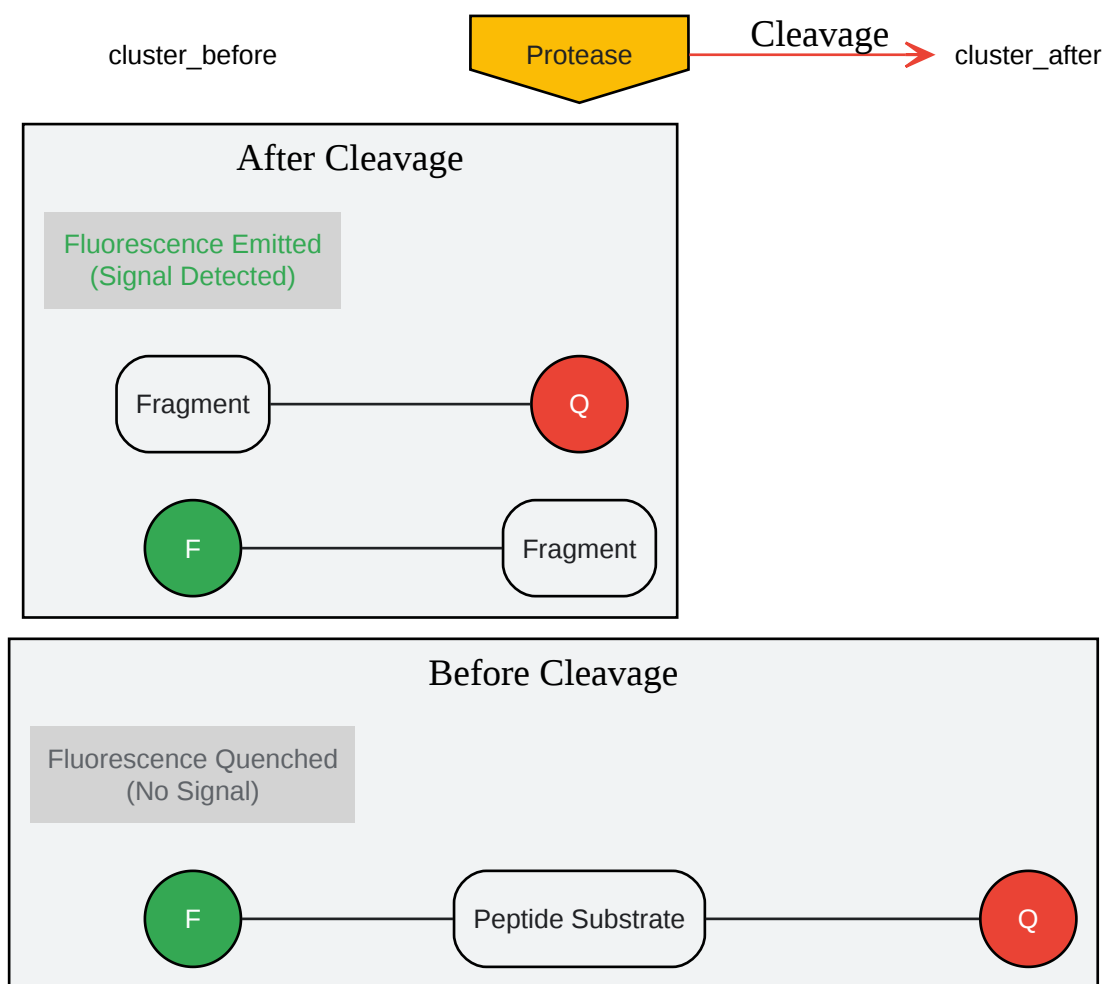 cluster_before
Protease
Cleavage
cluster_after
After Cleavage
Fluorescence Emitted
(Signal Detected)
Fragment
Q
F
Fragment
Before Cleavage
Fluorescence Quenched
(No Signal)
F
Peptide Substrate
Q